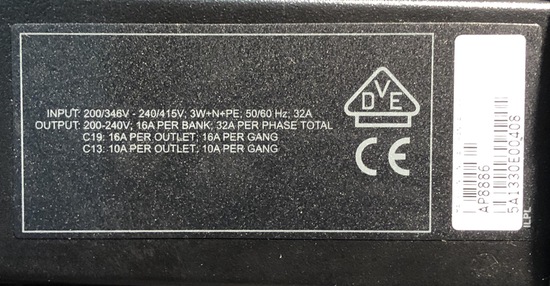 INPUT: 200/346V - 240/415V; 3W+N+PE; 50/60 Hz; 32A
OUTPUT: 200-240V; 16A PER BANK; 32A PER PHASE TOTAL
C19: 16A PER OUTLET; 16A PER GANG
C13: 10A PER OUTLET; 10A PER GANG
DVE
CE
AP8886
5A1330E00408